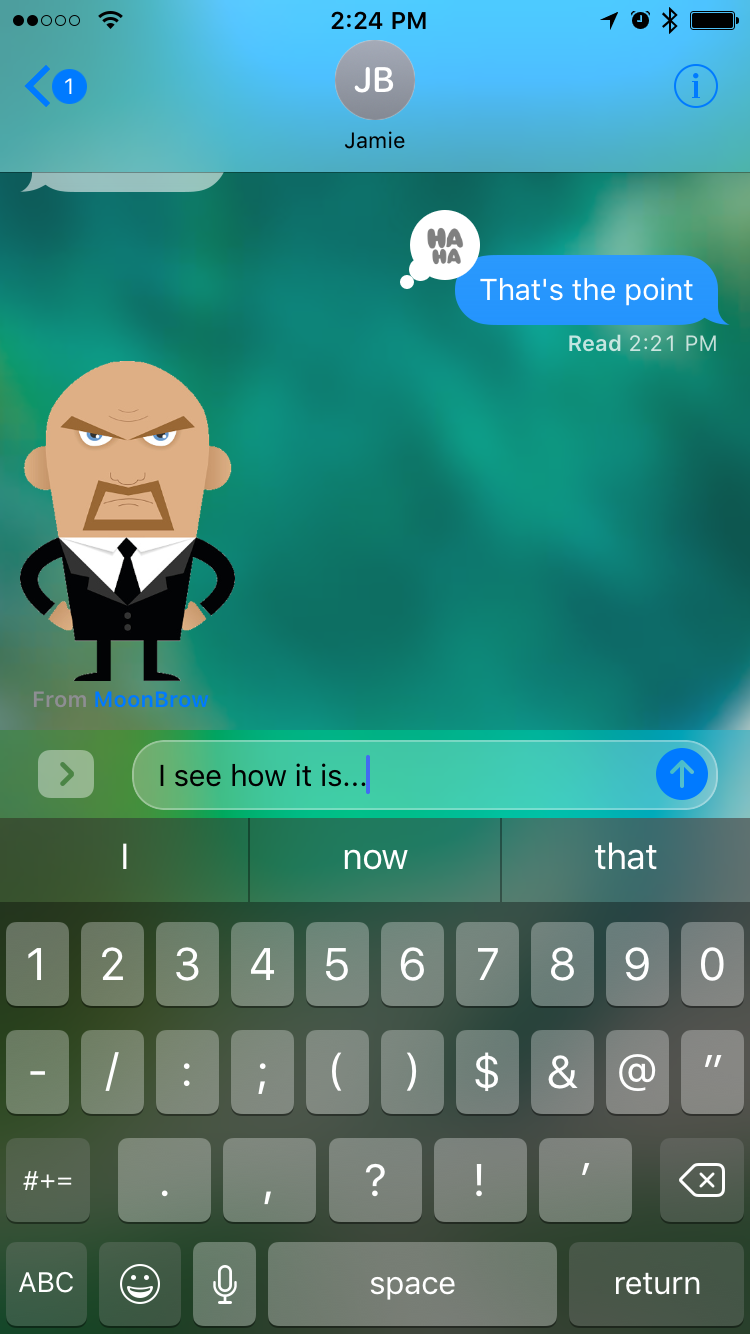 2:24 PM
1
JB
i
Jamie
HA
HA
That's the point
Read 2:21 PM
From MoonBrow
I see how it is...
I now that
1 2 3 4 5 6 7 8 9 0
- / : ; ( ) $ & @ "
#+= . , ? ! '
ABC space return